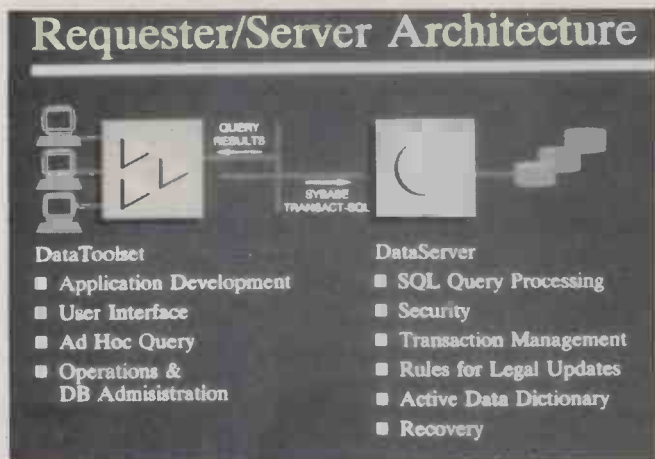 Requester/Server Architecture
QUERY
RESULTS
SYBASE
TRANSACT-SQL
DataToolset
Application Development
User Interface
Ad Hoc Query
Operations &
DB Admisistration
DataServer
SQL Query Processing
Security
Transaction Management
Rules for Legal Updates
Active Data Dictionary
Recovery